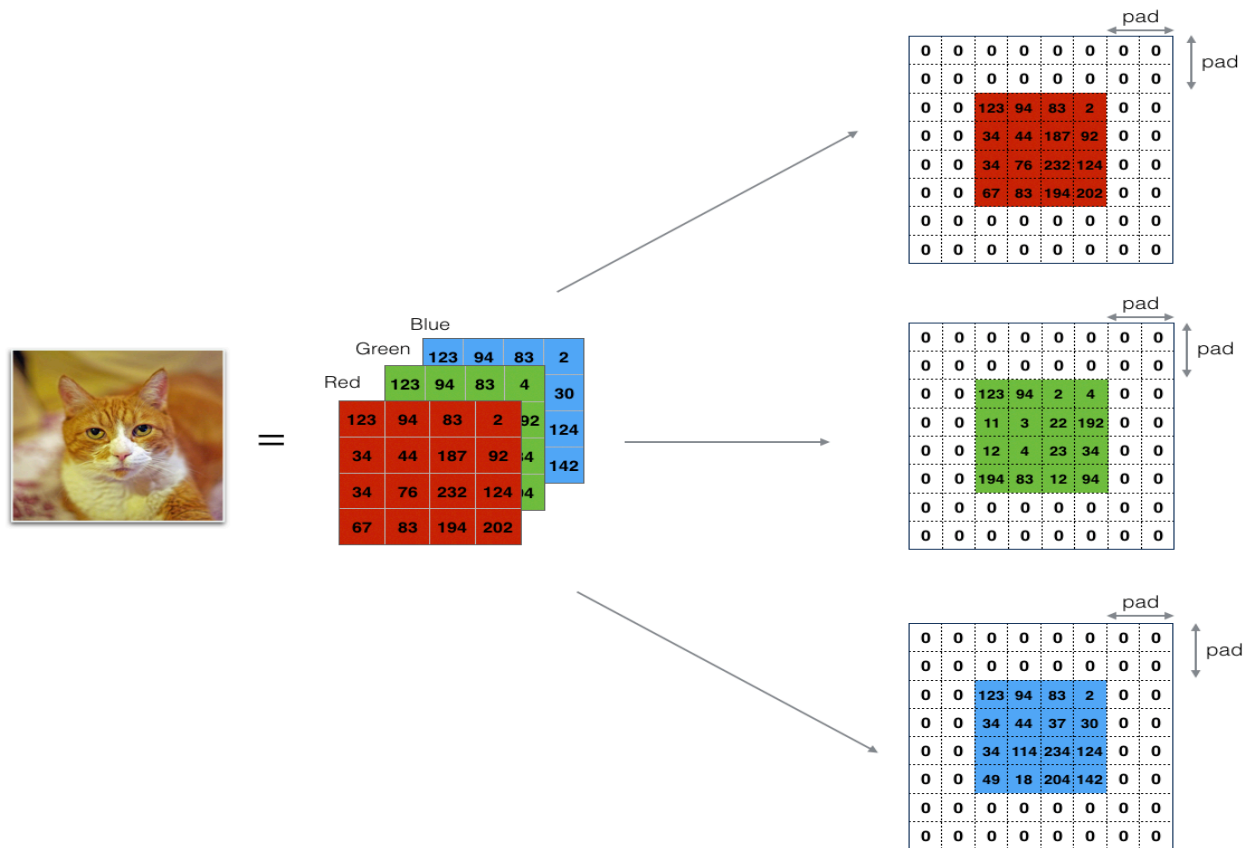 pad
0 0 0 0 0 0 0 0
0 0 0 0 0 0 0 0
pad
0 0 123 94 83 2 0 0
0 0 34 44 187 92 0 0
0 0 34 76 232 124 0 0
0 0 67 83 194 202 0 0
0 0 0 0 0 0 0 0
0 0 0 0 0 0 0 0
Blue
123 94 83 2
30
124
142
Green
123 94 83 4
92
Red
123 94 83 2
34 44 187 92
34 76 232 124
67 83 194 202
=
pad
0 0 0 0 0 0 0 0
0 0 0 0 0 0 0 0
pad
0 0 123 94 2 4 0 0
0 0 11 3 22 192 0 0
0 0 12 4 23 34 0 0
0 0 194 83 12 94 0 0
0 0 0 0 0 0 0 0
0 0 0 0 0 0 0 0
pad
0 0 0 0 0 0 0 0
0 0 0 0 0 0 0 0
pad
0 0 123 94 83 2 0 0
0 0 34 44 37 30 0 0
0 0 34 114 234 124 0 0
0 0 49 18 204 142 0 0
0 0 0 0 0 0 0 0
0 0 0 0 0 0 0 0